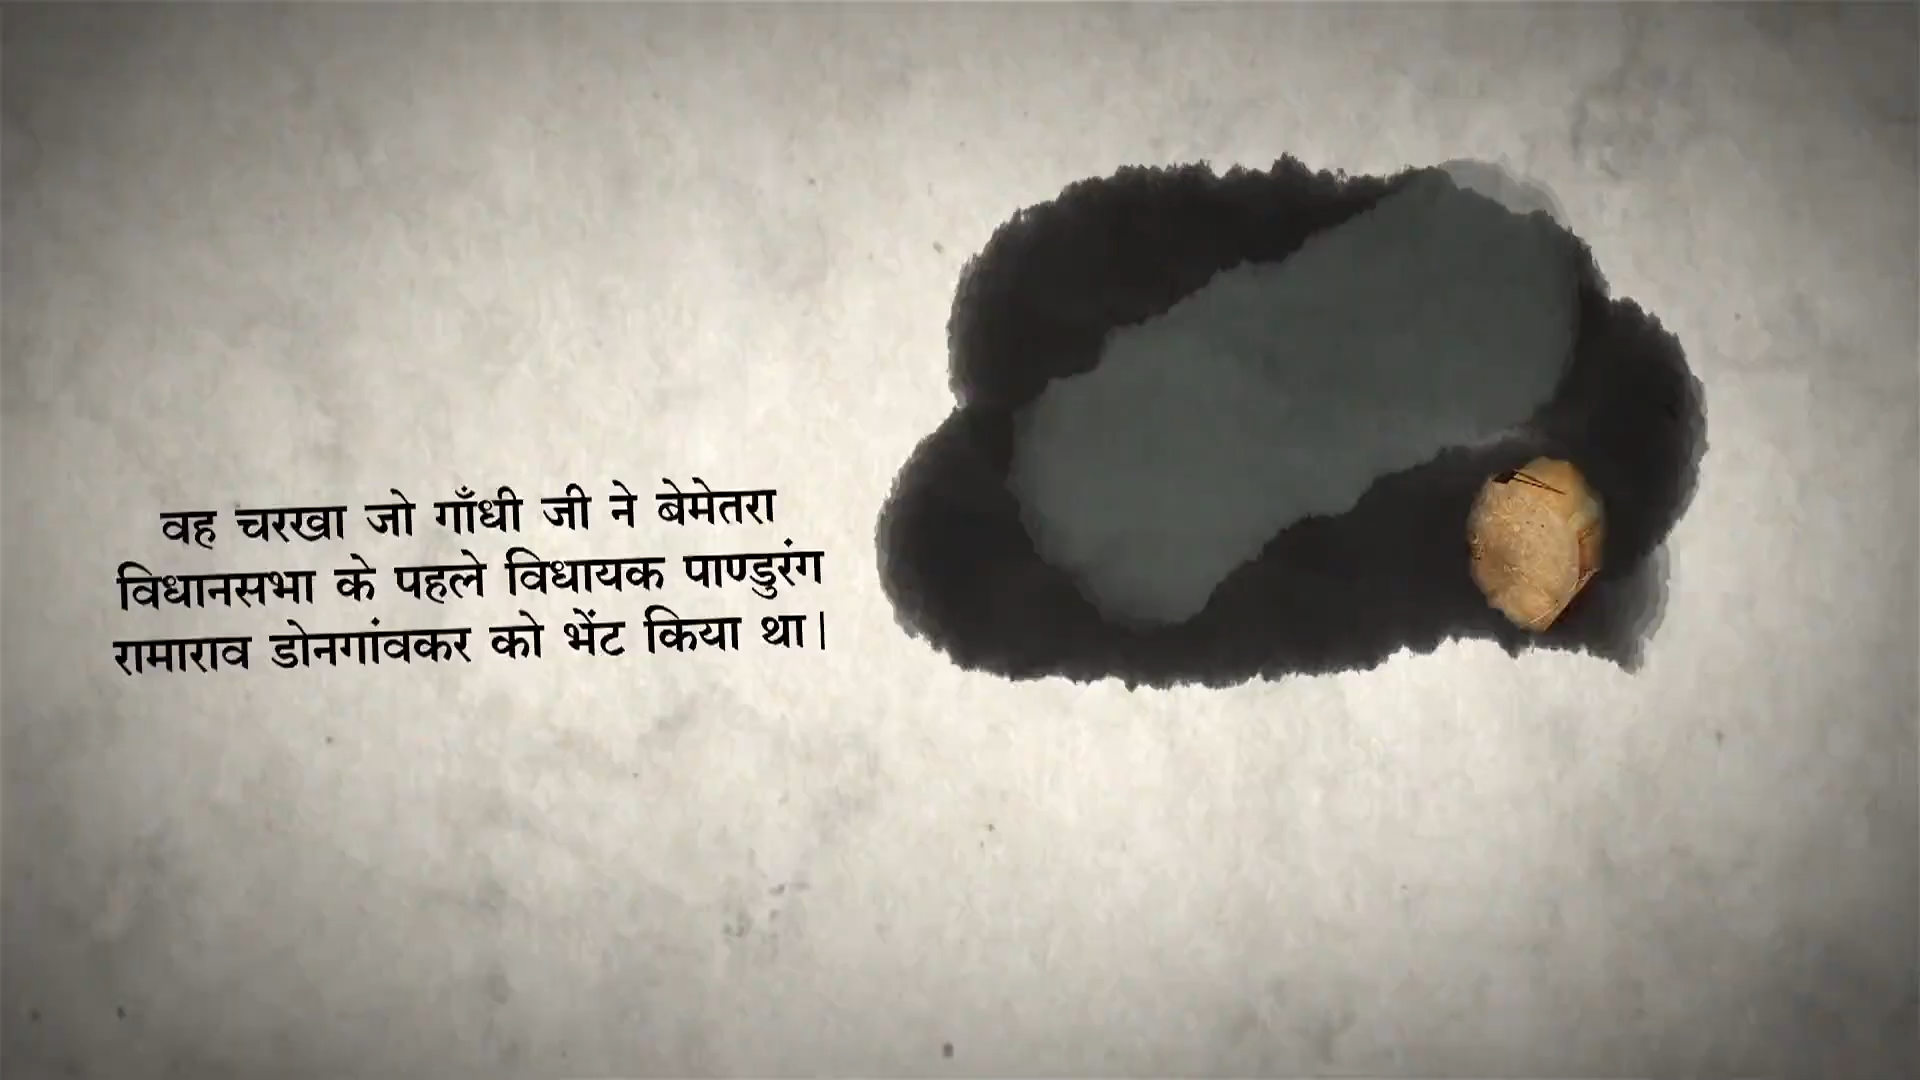 वह चरखा जो गाँधी जी ने बेमेतरा
विधानसभा के पहले विधायक पाण्डुरंग
रामाराव डोनगांवकर को भेंट किया था|